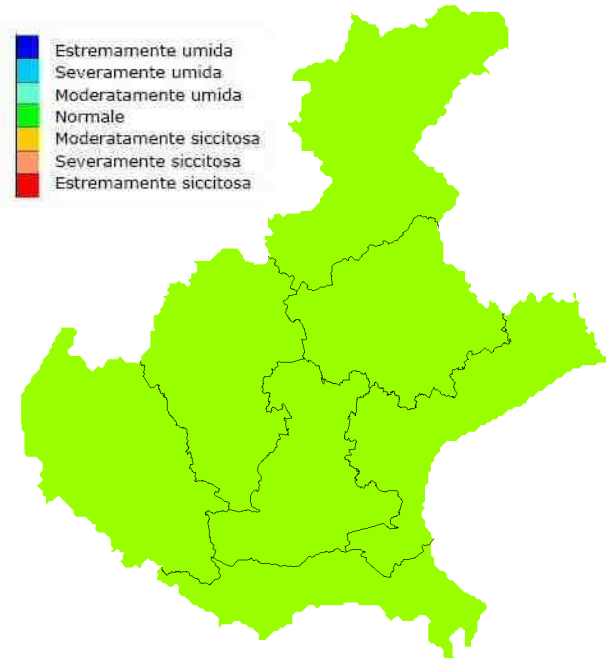 Estremamente umida
Severamente umida
Moderatamente umida
Normale
Moderatamente siccitosa
Severamente siccitosa
Estremamente siccitosa